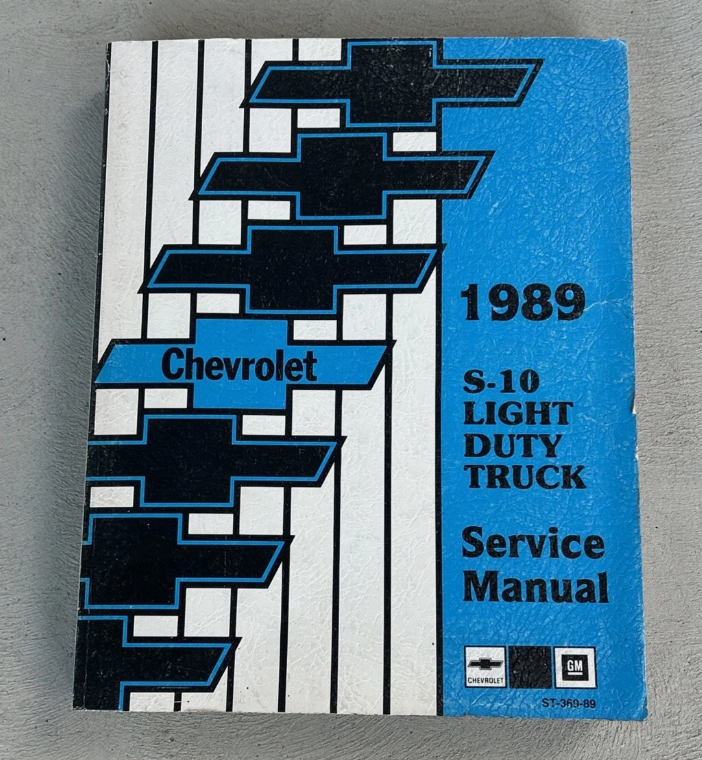 Chevrolet
1989
S-10
LIGHT
DUTY
TRUCK
Service
Manual
CHEVROLET
GM
ST-369-89